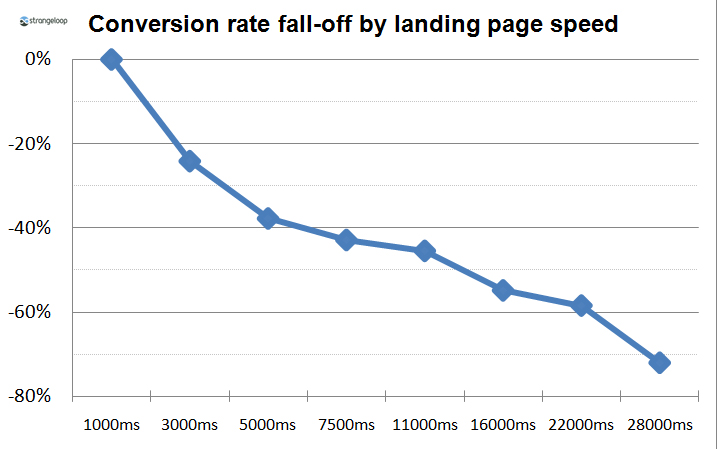 strangeloop
Conversion rate fall-off by landing page speed
0%
-20%
-40%
-60%
-80%
1000ms 3000ms 5000ms 7500ms 11000ms 16000ms 22000ms 28000ms